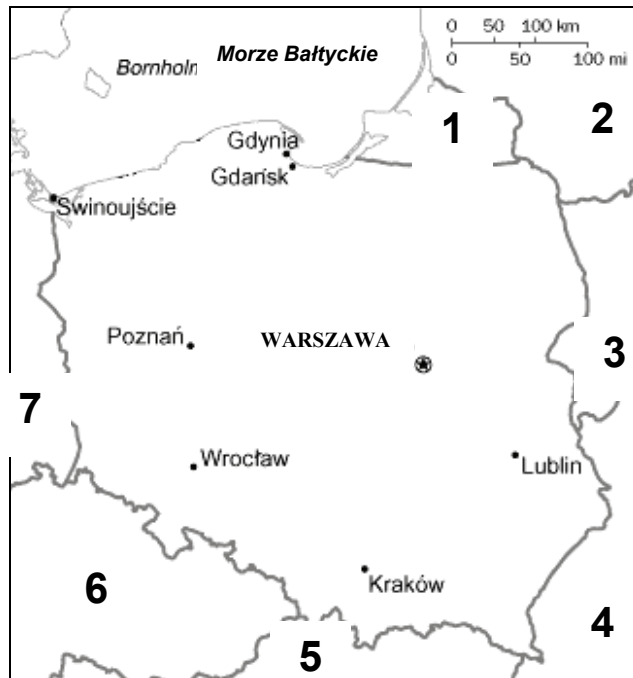 Morze Bałtyckie
0 50 100 km
0 50 100 mi
Bornholm
1
2
Gdynia
Gdańsk
Swinoujście
Poznań
WARSZAWA
3
7
Wrocław
Lublin
Kraków
6
5
4